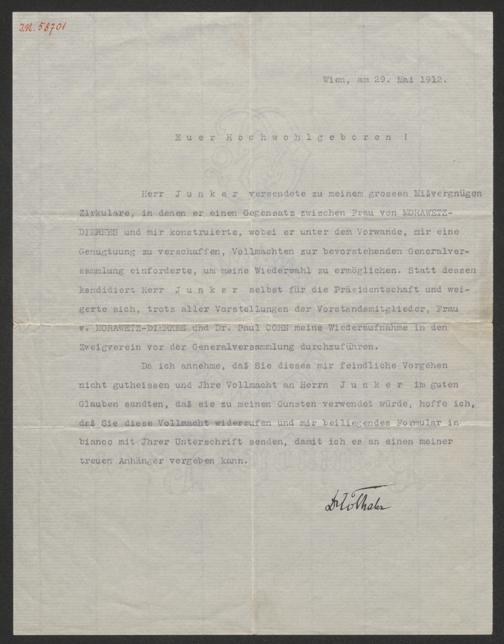 I.N. 58701
Wien, am 29. Mai 1912.
Euer Hochwohlgeboren !
Herr Junker versendete zu meinem grossen Mißvergnügen
Zirkulare, in denen er einen Gegensatz zwischen Frau von MORAWETZ-
DIERKES und mir konstruierte, wobei er unter dem Vorwande, mir eine
Genugtuung zu verschaffen, Vollmachten zur bevorstehenden Generalver-
sammlung einforderte, um meine Wiederwahl zu ermöglichen. Statt dessen
kandidiert Herr Junker selbst für die Präsidentschaft und wei-
gerte sich, trotz aller Vorstellungen der Vorstandsmitglieder, Frau
v. MORAWETZ-DIERKES und Dr. Paul COHN meine Wiederaufnahme in den
Zweigverein vor der Generalversammlung durchzuführen.
Da ich annehme, daß Sie dieses mir feindliche Vorgehen
nicht gutheissen und Jhre Vollmacht an Herrn Junker im guten
Glauben sandten, daß sie zu meinen Gunsten verwendet würde, hoffe ich,
daß Sie diese Vollmacht widerrufen und mir beiliegendes Formular in
bianco mit Jhrer Unterschrift senden, damit ich es an einen meiner
treuen Anhänger vergeben kann.